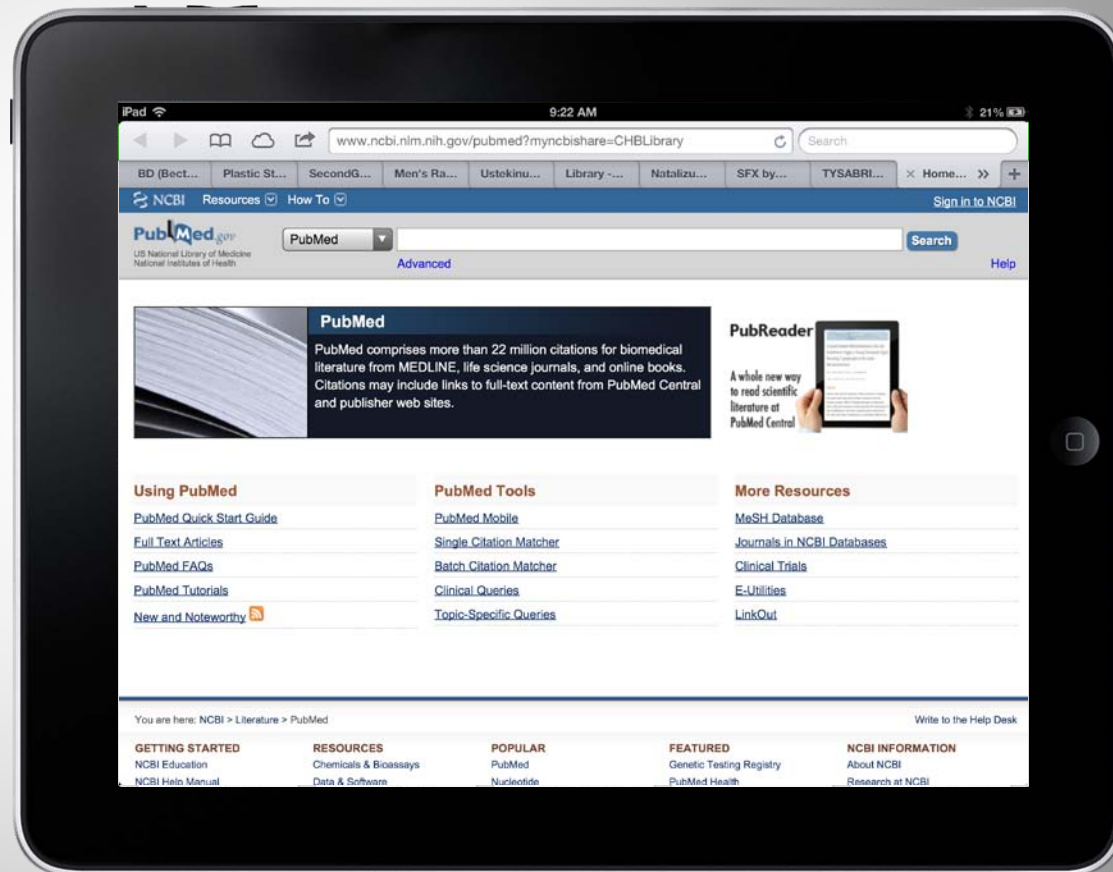 iPad 9:22 AM 21%
www.ncbi.nlm.nih.gov/pubmed?myncbishare=CHBLibrary Search
BD (Bect... Plastic St... SecondG... Men's Ra... Ustekinu... Library -... Natalizu... SFX by... TYSABRI... Home...
NCBI Resources How To Sign in to NCBI
PubMed.gov
US National Library of Medicine
National Institutes of Health
PubMed Search
Advanced Help
PubMed
PubMed comprises more than 22 million citations for biomedical
literature from MEDLINE, life science journals, and online books.
Citations may include links to full-text content from PubMed Central
and publisher web sites.
PubReader
A whole new way
to read scientific
literature at
PubMed Central
Using PubMed
PubMed Quick Start Guide
Full Text Articles
PubMed FAQs
PubMed Tutorials
New and Noteworthy
PubMed Tools
PubMed Mobile
Single Citation Matcher
Batch Citation Matcher
Clinical Queries
Topic-Specific Queries
More Resources
MeSH Database
Journals in NCBI Databases
Clinical Trials
E-Utilities
LinkOut
You are here: NCBI > Literature > PubMed Write to the Help Desk
GETTING STARTED
NCBI Education
NCBI Help Manual
RESOURCES
Chemicals & Bioassays
Data & Software
POPULAR
PubMed
Nucleotide
FEATURED
Genetic Testing Registry
PubMed Health
NCBI INFORMATION
About NCBI
Research at NCBI